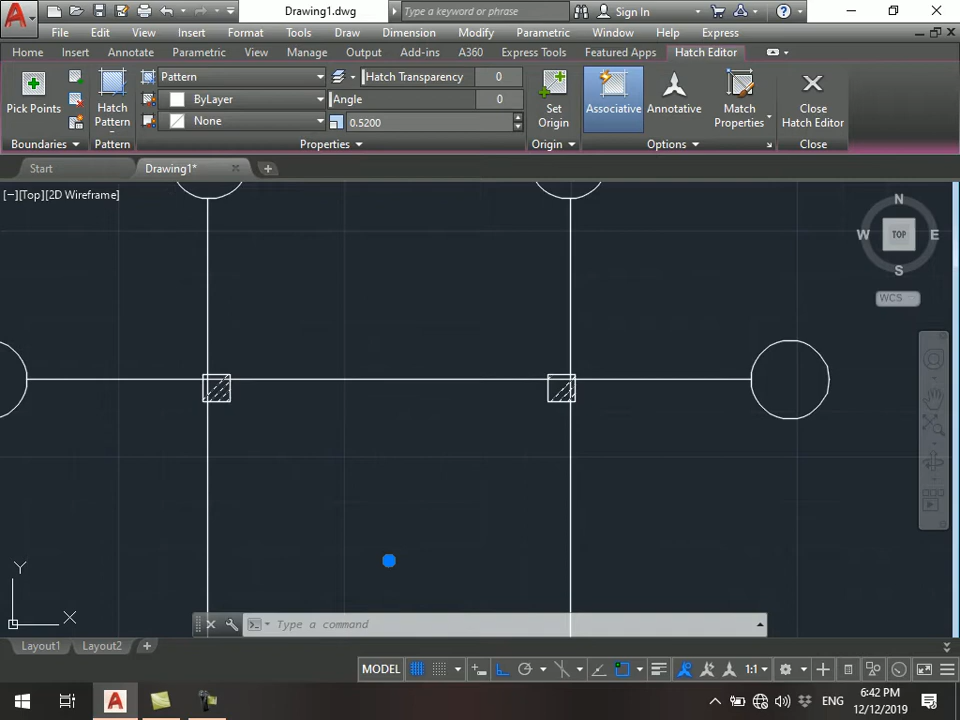 Drawing1.dwg
Type a keyword or phrase
Sign In
File Edit View Insert Format Tools Draw Dimension Modify Parametric Window Help Express
Home Insert Annotate Parametric View Manage Output Add-ins A360 Express Tools Featured Apps Hatch Editor
Pattern
Hatch Transparency 0
ByLayer
Angle 0
None
0.5200
Pick Points
Hatch Pattern
Set Origin
Associative
Annotative
Match Properties
Close Hatch Editor
Boundaries Pattern Properties Origin Options Close
Start Drawing1*
[−][Top][2D Wireframe]
N
W TOP E
S
WCS
Y
X
Type a command
Layout1 Layout2
MODEL 1:1
ENG
6:42 PM
12/12/2019